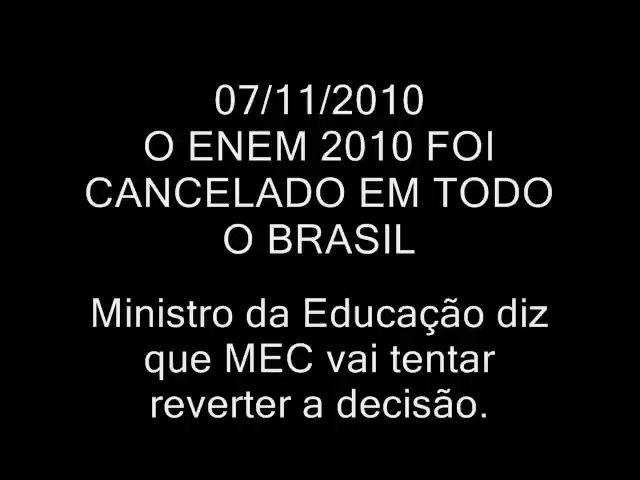 07/11/2010
O ENEM 2010 FOI
CANCELADO EM TODO
O BRASIL
Ministro da Educação diz
que MEC vai tentar
reverter a decisão.